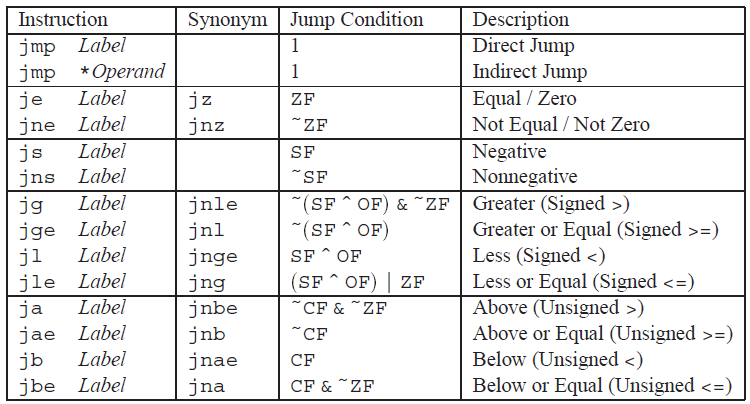 Instruction Synonym Jump Condition Description
jmp Label 1 Direct Jump
jmp *Operand 1 Indirect Jump
je Label jz ZF Equal / Zero
jne Label jnz ~ZF Not Equal / Not Zero
js Label SF Negative
jns Label ~SF Nonnegative
jg Label jnle ~(SF ^ OF) & ~ZF Greater (Signed >)
jge Label jnl ~(SF ^ OF) Greater or Equal (Signed >=)
jl Label jnge SF ^ OF Less (Signed <)
jle Label jng (SF ^ OF) | ZF Less or Equal (Signed <=)
ja Label jnbe ~CF & ~ZF Above (Unsigned >)
jae Label jnb ~CF Above or Equal (Unsigned >=)
jb Label jnae CF Below (Unsigned <)
jbe Label jna CF & ~ZF Below or Equal (Unsigned <=)